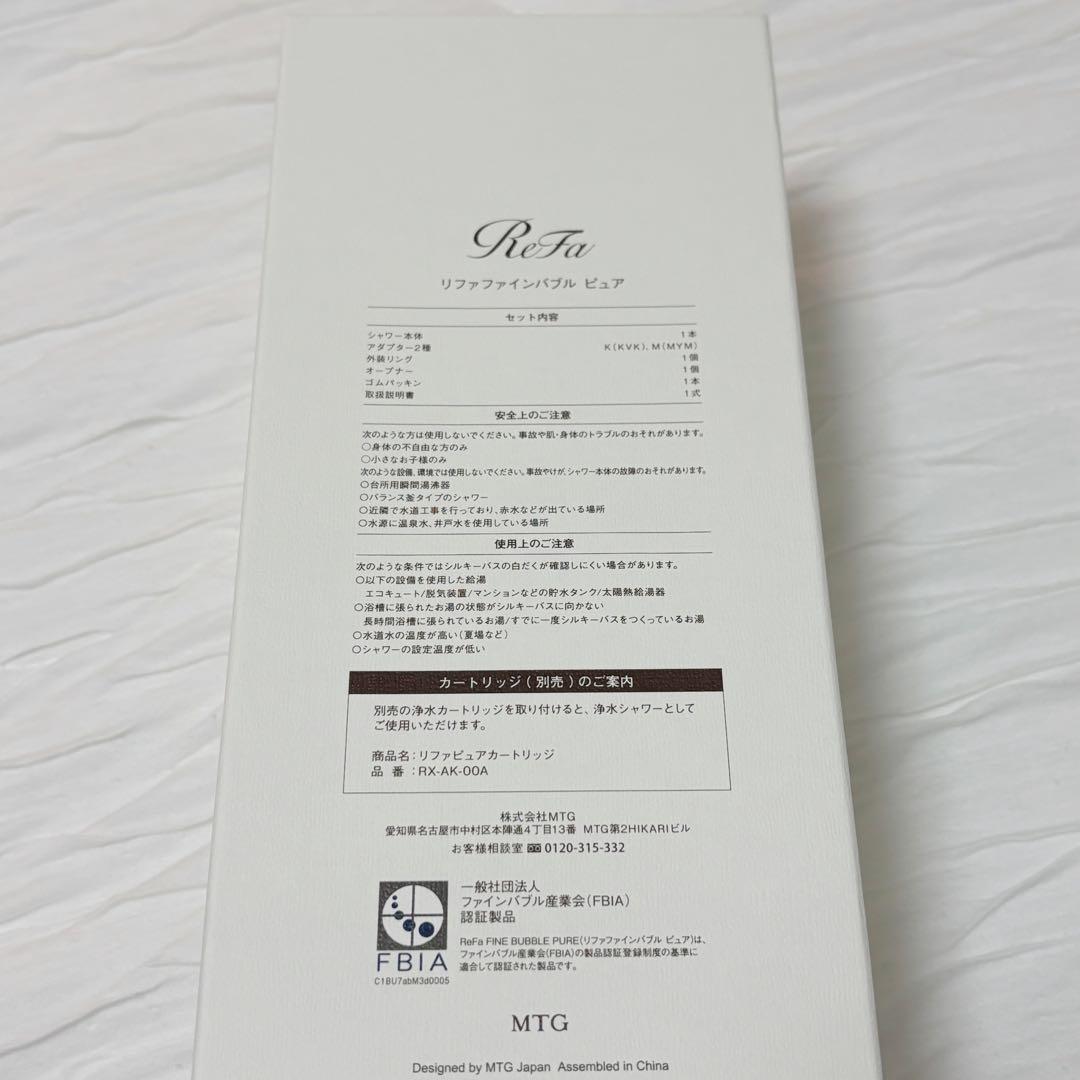 ReFa
リファファインバブル ピュア
セット内容
シャワー本体 1本
アダプター2種 K(KVK)、M(MYM)
外装リング 1個
オープナー 1個
ゴムパッキン 1本
取扱説明書 1式
安全上のご注意
次のような方は使用しないでください。事故や肌・身体のトラブルのおそれがあります。
○身体の不自由な方のみ
○小さなお子様のみ
次のような設備、環境では使用しないでください。事故やけが、シャワー本体の故障のおそれがあります。
○台所用瞬間湯沸器
○バランス釜タイプのシャワー
○近隣で水道工事を行っており、赤水などが出ている場所
○水源に温泉水、井戸水を使用している場所
使用上のご注意
次のような条件ではシルキーバスの白だくが確認しにくい場合があります。
○以下の設備を使用した給湯
エコキュート/脱気装置/マンションなどの貯水タンク/太陽熱給湯器
○浴槽に張られたお湯の状態がシルキーバスに向かない
長時間浴槽に張られているお湯/すでに一度シルキーバスをつくっているお湯
○水道水の温度が高い(夏場など)
○シャワーの設定温度が低い
カートリッジ(別売)のご案内
別売の浄水カートリッジを取り付けると、浄水シャワーとして
ご使用いただけます。
商品名:リファピュアカートリッジ
品 番 :RX-AK-00A
株式会社MTG
愛知県名古屋市中村区本陣通4丁目13番 MTG第2HIKARIビル
お客様相談室 0120-315-332
一般社団法人
ファインバブル産業会(FBIA)
認証製品
ReFa FINE BUBBLE PURE(リファファインバブル ピュア)は、
ファインバブル産業会(FBIA)の製品認証登録制度の基準に
適合して認証された製品です。
FBIA
C1BU7abM3d0005
MTG
Designed by MTG Japan Assembled in China